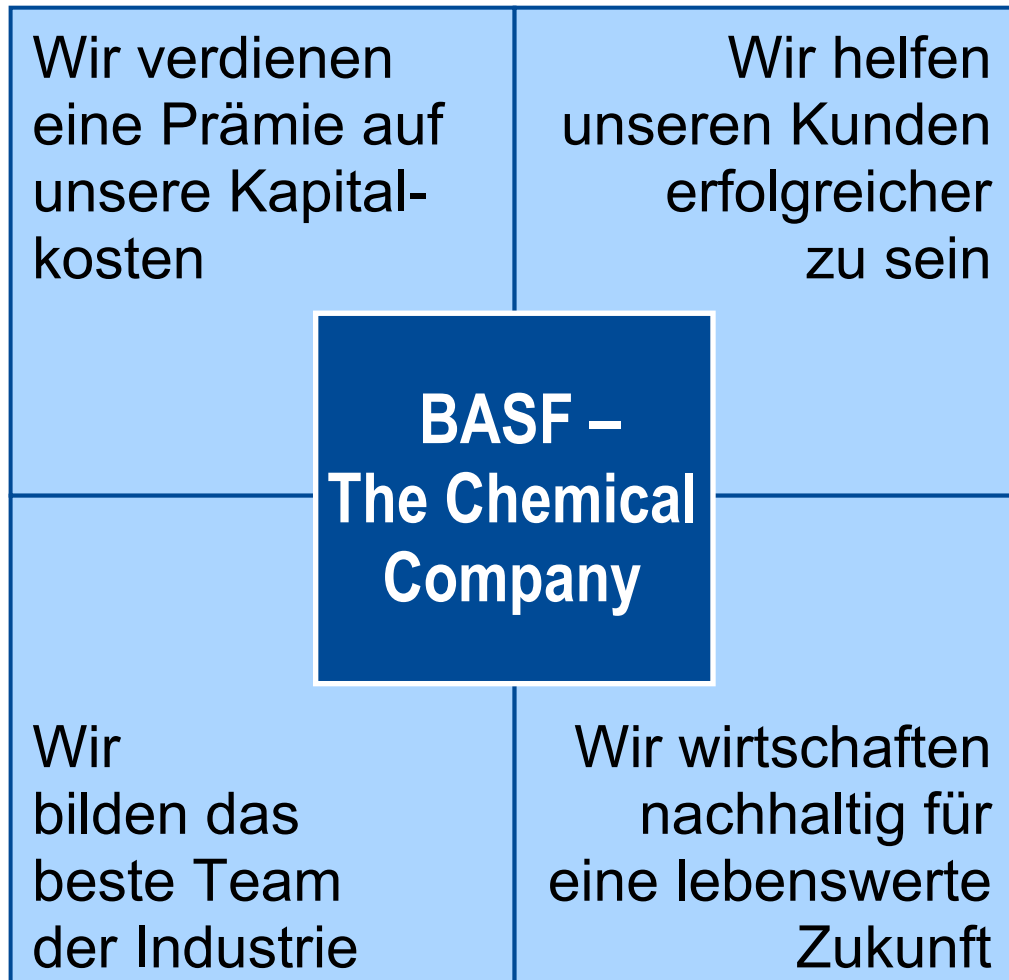 Wir verdienen
eine Prämie auf
unsere Kapital-
kosten
Wir helfen
unseren Kunden
erfolgreicher
zu sein
BASF –
The Chemical
Company
Wir
bilden das
beste Team
der Industrie
Wir wirtschaften
nachhaltig für
eine lebenswerte
Zukunft